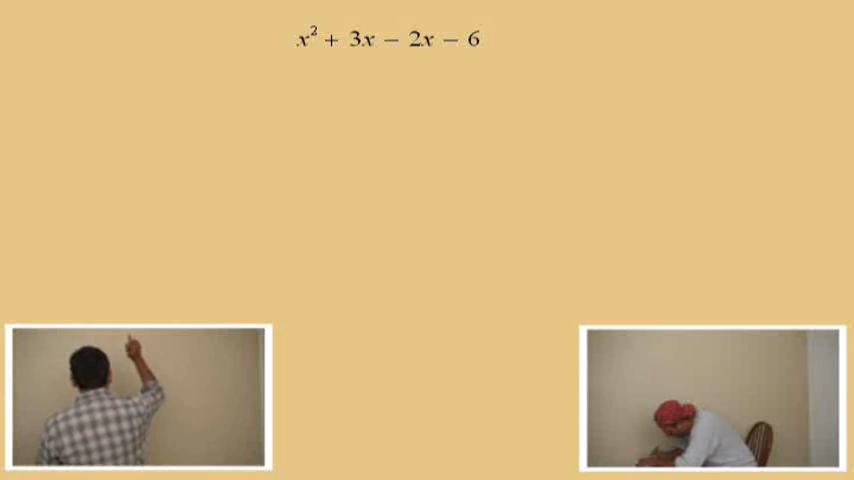 x² + 3x − 2x − 6